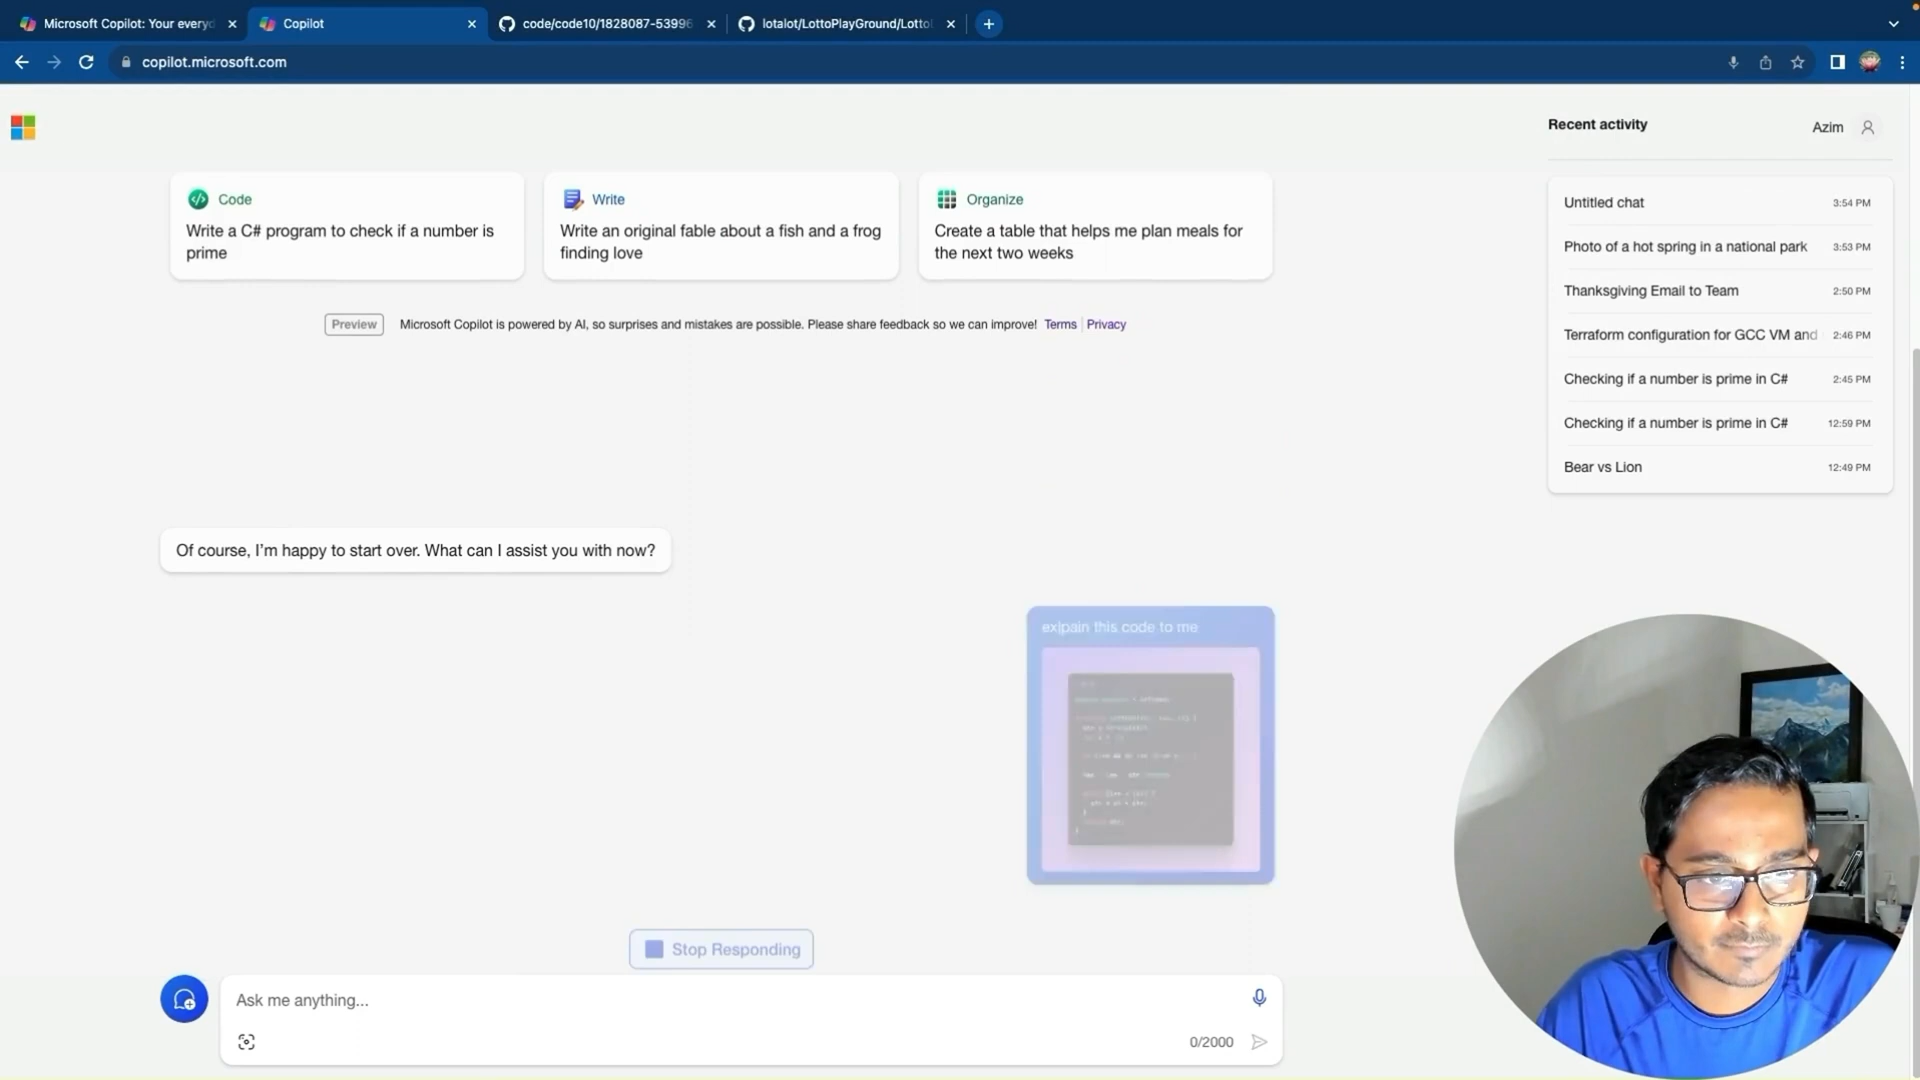 Microsoft Copilot: Your everyd
Copilot
code/code10/1828087-53996
lotalot/LottoPlayGround/Lotto
copilot.microsoft.com
Recent activity
Azim
Code
Write a C# program to check if a number is
prime
Write
Write an original fable about a fish and a frog
finding love
Organize
Create a table that helps me plan meals for
the next two weeks
Preview
Microsoft Copilot is powered by AI, so surprises and mistakes are possible. Please share feedback so we can improve! Terms Privacy
Untitled chat 3:54 PM
Photo of a hot spring in a national park 3:53 PM
Thanksgiving Email to Team 2:50 PM
Terraform configuration for GCC VM and 2:46 PM
Checking if a number is prime in C# 2:45 PM
Checking if a number is prime in C# 12:59 PM
Bear vs Lion 12:49 PM
Of course, I'm happy to start over. What can I assist you with now?
exlpain this code to me
Stop Responding
Ask me anything...
0/2000